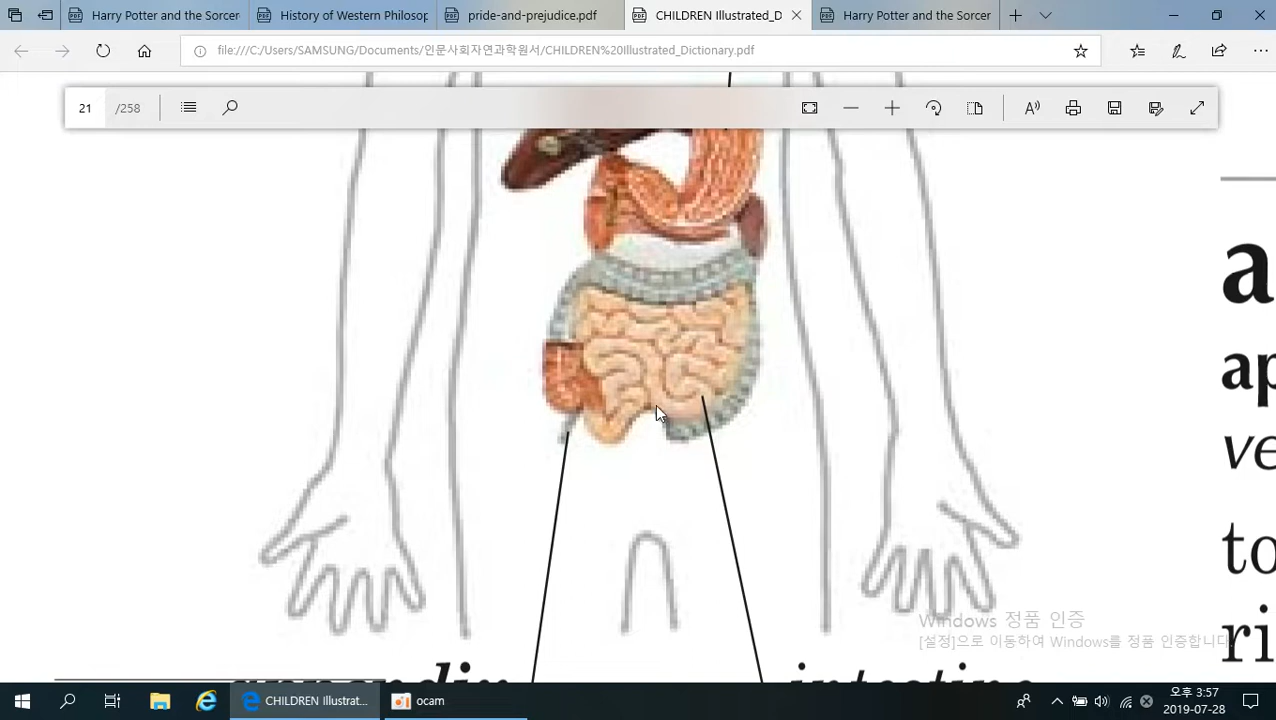 Harry Potter and the Sorcer
History of Western Philosop
pride-and-prejudice.pdf
CHILDREN Illustrated_D
Harry Potter and the Sorcer
file:///C:/Users/SAMSUNG/Documents/인문사회자연과학원서/CHILDREN%20Illustrated_Dictionary.pdf
21 /258
a
ap
ve
to
ri
appendix
intestine
Windows 정품 인증
[설정]으로 이동하여 Windows를 정품 인증합니다.
CHILDREN Illustrat...
ocam
오후 3:57
2019-07-28